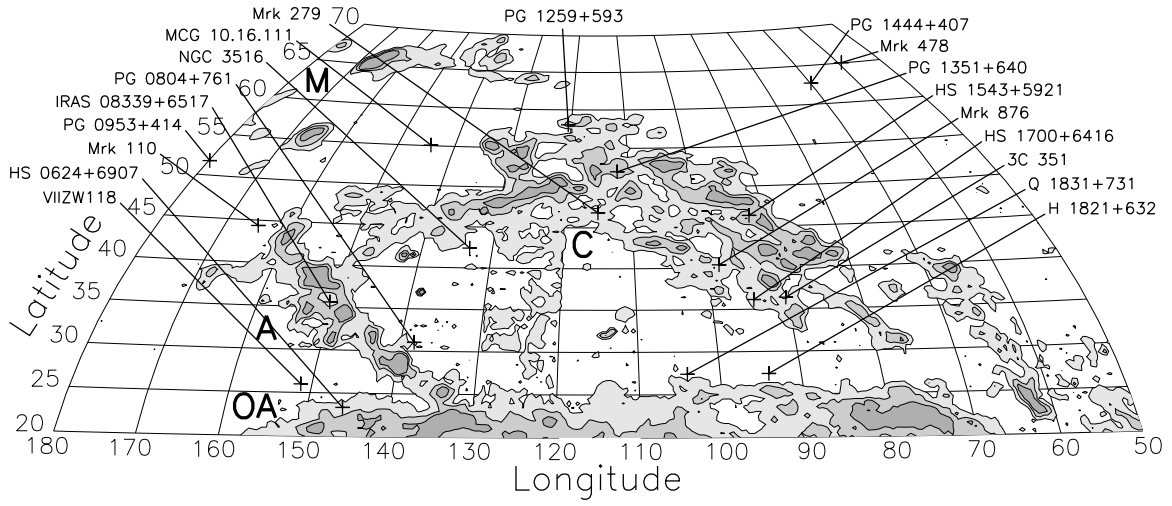 Mrk 279
70
PG 1259+593
PG 1444+407
MCG 10.16.111
65
Mrk 478
NGC 3516
M
PG 1351+640
PG 0804+761
60
HS 1543+5921
IRAS 08339+6517
Mrk 876
PG 0953+414
55
HS 1700+6416
Mrk 110
50
3C 351
HS 0624+6907
Q 1831+731
VIIZW118
45
H 1821+632
C
40
35
A
30
25
OA
20
Latitude
180 170 160 150 140 130 120 110 100 90 80 70 60 50
Longitude